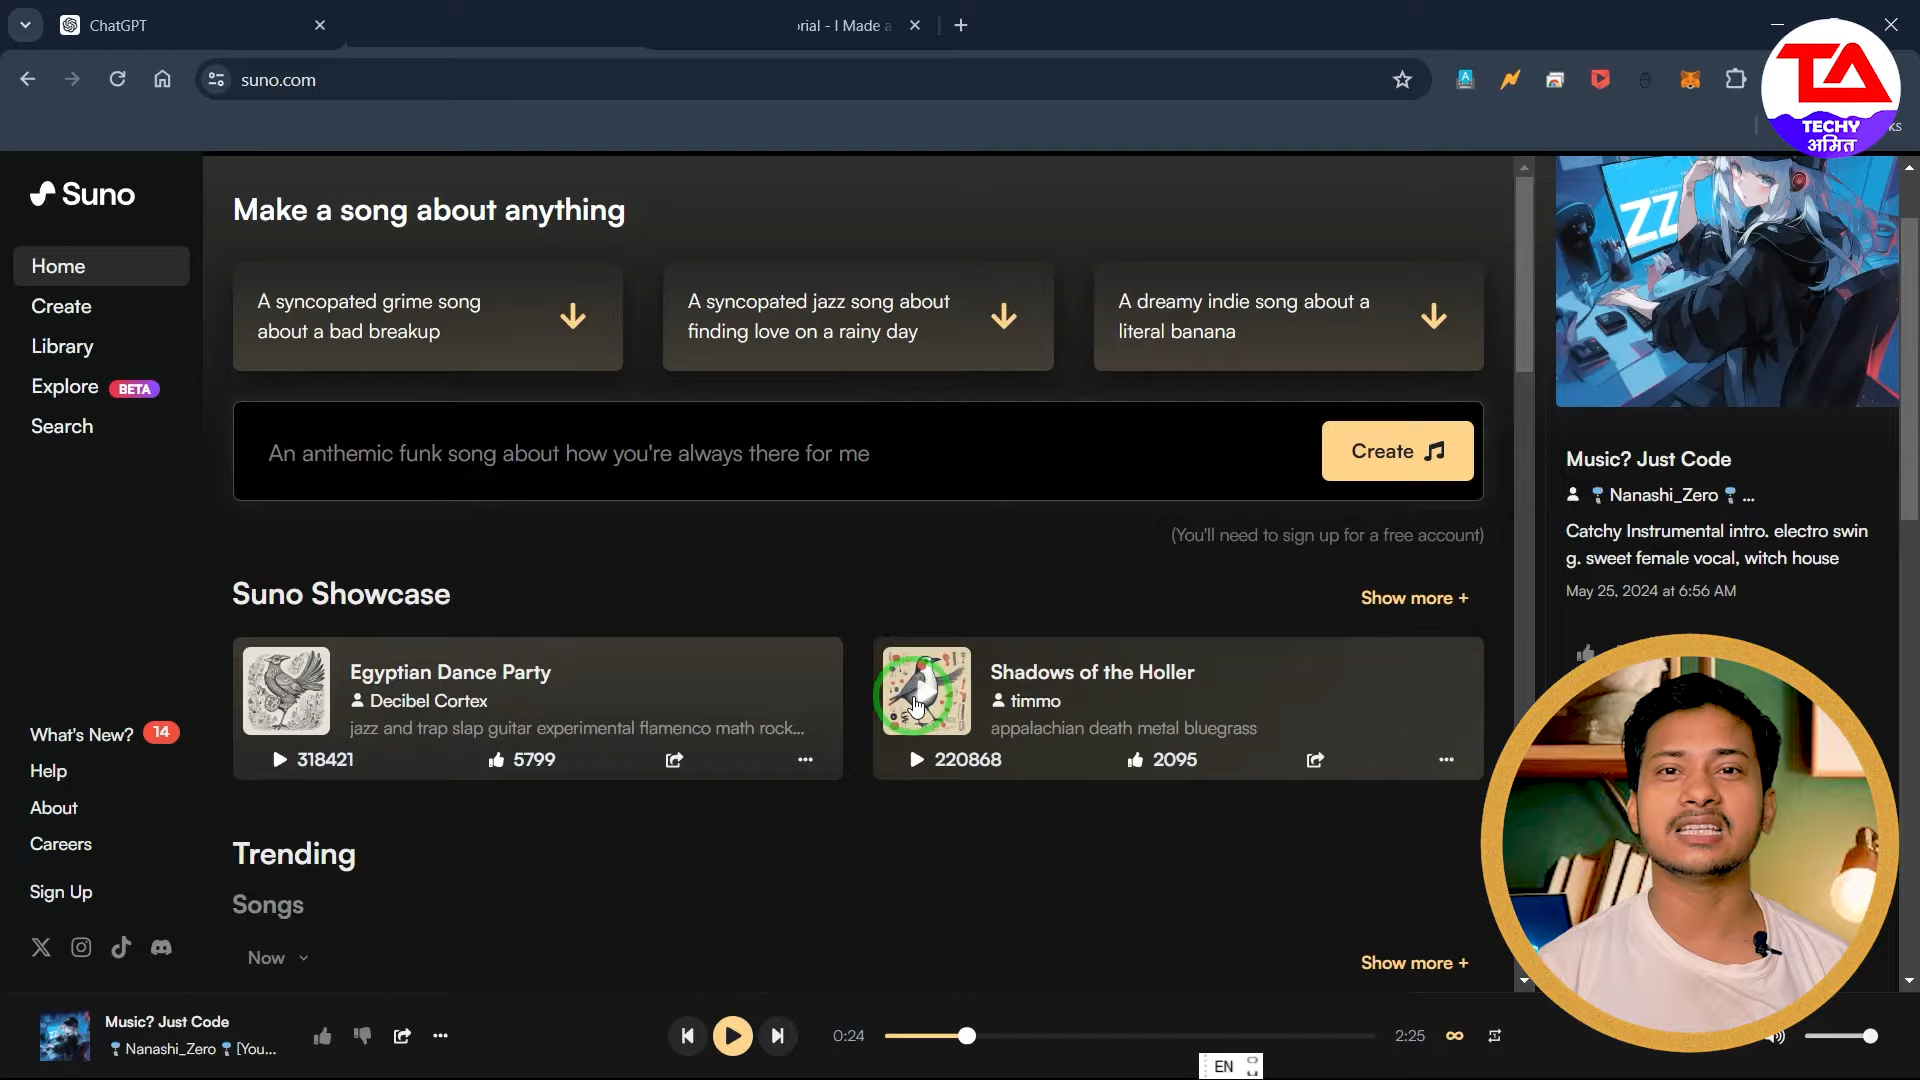 ChatGPT
rial - I Made a
suno.com
TA
TECHY
अमित
ks
Suno
Home
Create
Library
Explore BETA
Search
What's New? 14
Help
About
Careers
Sign Up
Make a song about anything
A syncopated grime song
about a bad breakup
A syncopated jazz song about
finding love on a rainy day
A dreamy indie song about a
literal banana
An anthemic funk song about how you're always there for me
Create
(You'll need to sign up for a free account)
Suno Showcase
Show more +
Egyptian Dance Party
Decibel Cortex
jazz and trap slap guitar experimental flamenco math rock...
318421 5799
Shadows of the Holler
timmo
appalachian death metal bluegrass
220868 2095
Trending
Songs
Now
Show more +
ZZ
Music? Just Code
Nanashi_Zero ...
Catchy Instrumental intro. electro swin
g. sweet female vocal, witch house
May 25, 2024 at 6:56 AM
Music? Just Code
Nanashi_Zero [You...
0:24
2:25
EN